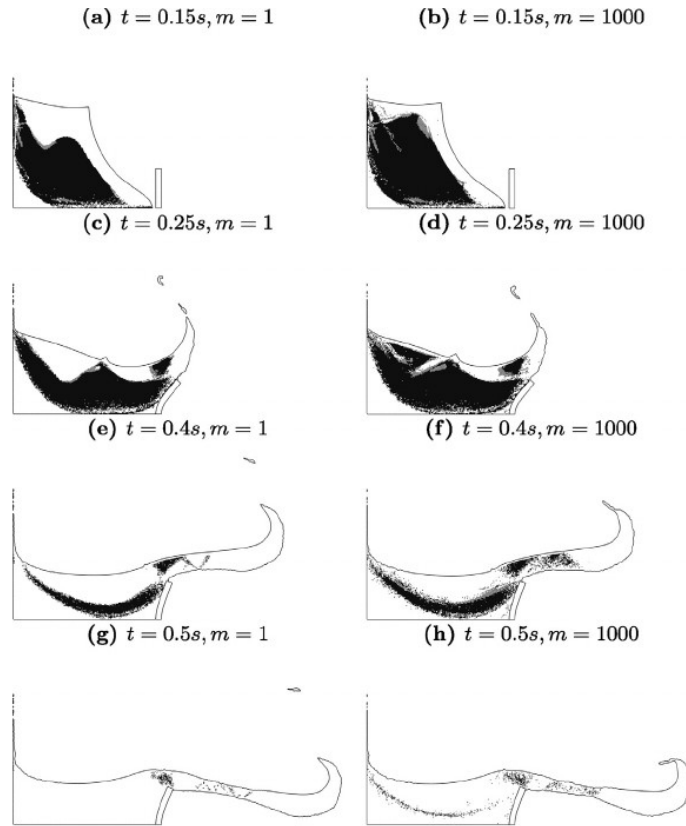 (a) t = 0.15s, m = 1
(b) t = 0.15s, m = 1000
(c) t = 0.25s, m = 1
(d) t = 0.25s, m = 1000
(e) t = 0.4s, m = 1
(f) t = 0.4s, m = 1000
(g) t = 0.5s, m = 1
(h) t = 0.5s, m = 1000